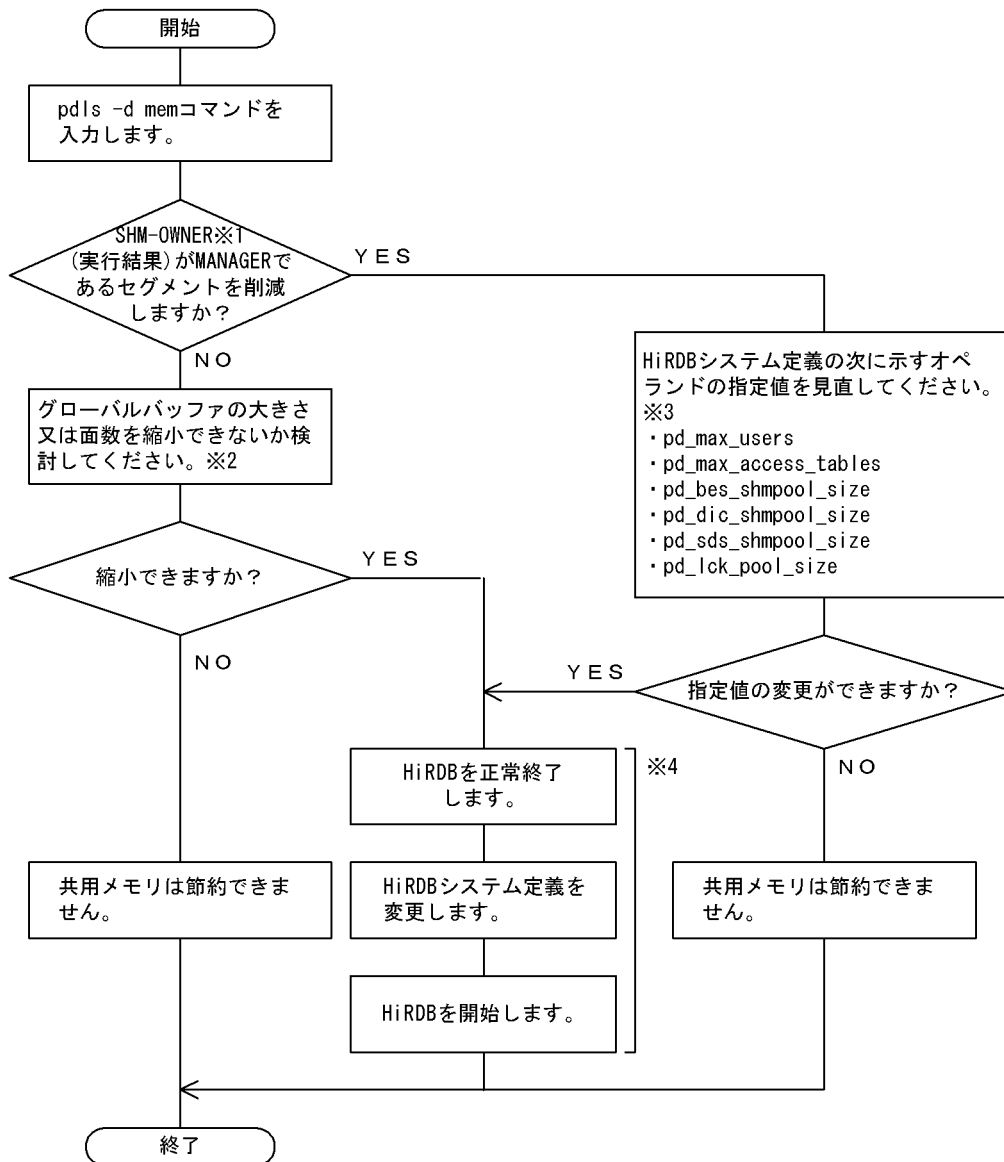 開始
pdls -d memコマンドを
入力します。
SHM-OWNER※1
(実行結果)がMANAGERで
あるセグメントを削減
しますか？
ＹＥＳ
ＮＯ
HiRDBシステム定義の次に示すオペ
ランドの指定値を見直してください。
※3
・pd_max_users
・pd_max_access_tables
・pd_bes_shmpool_size
・pd_dic_shmpool_size
・pd_sds_shmpool_size
・pd_lck_pool_size
グローバルバッファの大きさ
又は面数を縮小できないか検
討してください。※2
縮小できますか？
ＹＥＳ
ＮＯ
ＹＥＳ
指定値の変更ができますか？
ＮＯ
HiRDBを正常終了
します。
※4
共用メモリは節約できま
せん。
HiRDBシステム定義を
変更します。
共用メモリは節約できま
せん。
HiRDBを開始します。
終了